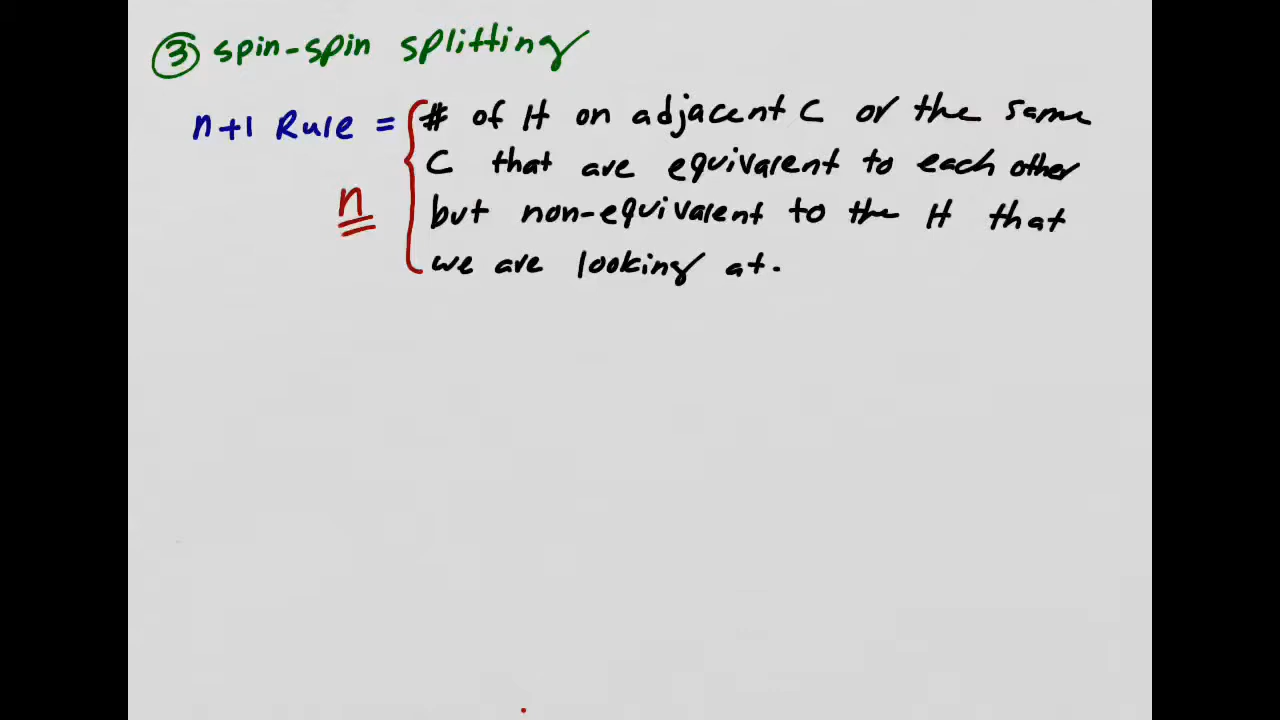 ③ spin-spin splitting
n+1 Rule = # of H on adjacent C or the same
C that are equivalent to each other
n but non-equivalent to the H that
we are looking at.